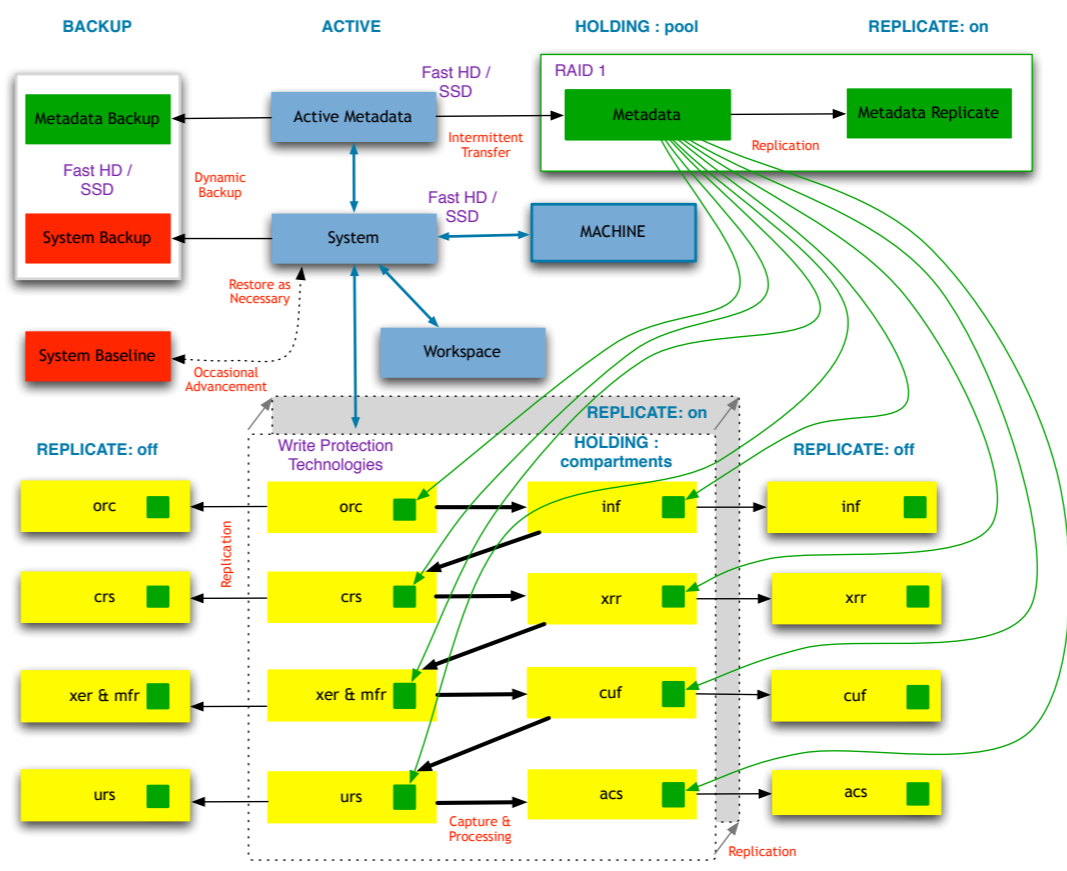 BACKUP
ACTIVE
HOLDING : pool
REPLICATE: on
Fast HD /
SSD
RAID 1
Metadata Backup
Active Metadata
Metadata
Metadata Replicate
Intermittent
Transfer
Replication
Fast HD /
SSD
Dynamic
Backup
Fast HD /
SSD
System Backup
System
MACHINE
Restore as
Necessary
System Baseline
Workspace
Occasional
Advancement
REPLICATE: on
REPLICATE: off
Write Protection
Technologies
HOLDING :
compartments
REPLICATE: off
orc
orc
inf
inf
Replication
crs
crs
xrr
xrr
xer & mfr
xer & mfr
cuf
cuf
urs
urs
acs
acs
Capture &
Processing
Replication